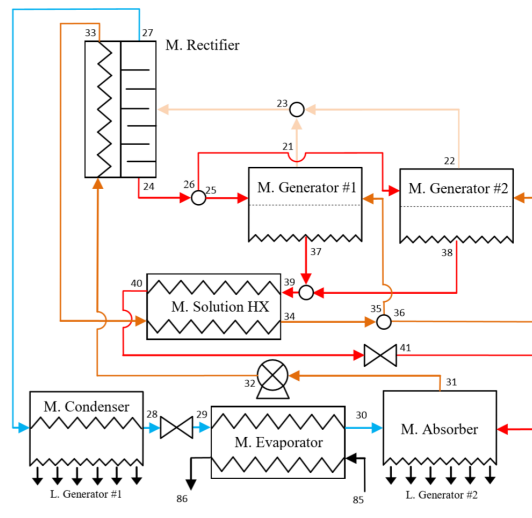 33
27
M. Rectifier
23
21
22
24
26
25
M. Generator #1
M. Generator #2
37
38
40
39
M. Solution HX
34
35
36
41
32
31
M. Condenser
28
29
30
M. Evaporator
M. Absorber
L. Generator #1
86
85
L. Generator #2